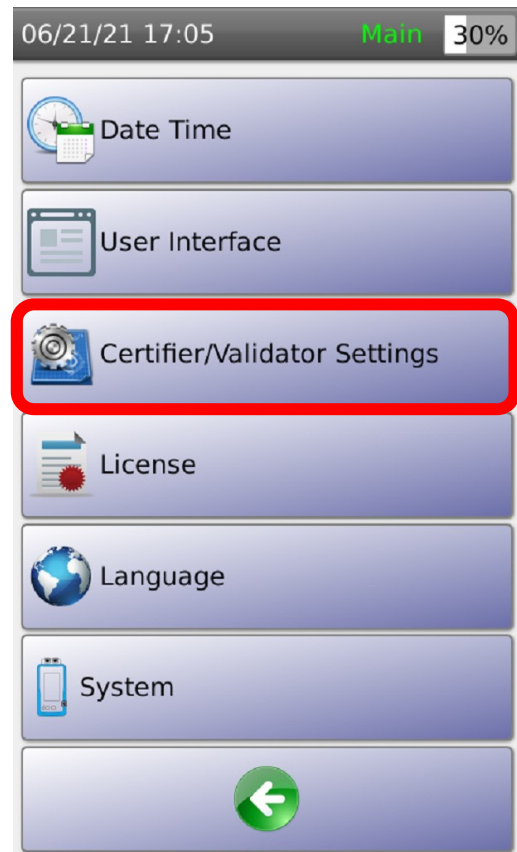 06/21/21 17:05 Main 30%
Date Time
User Interface
Certifier/Validator Settings
License
Language
System